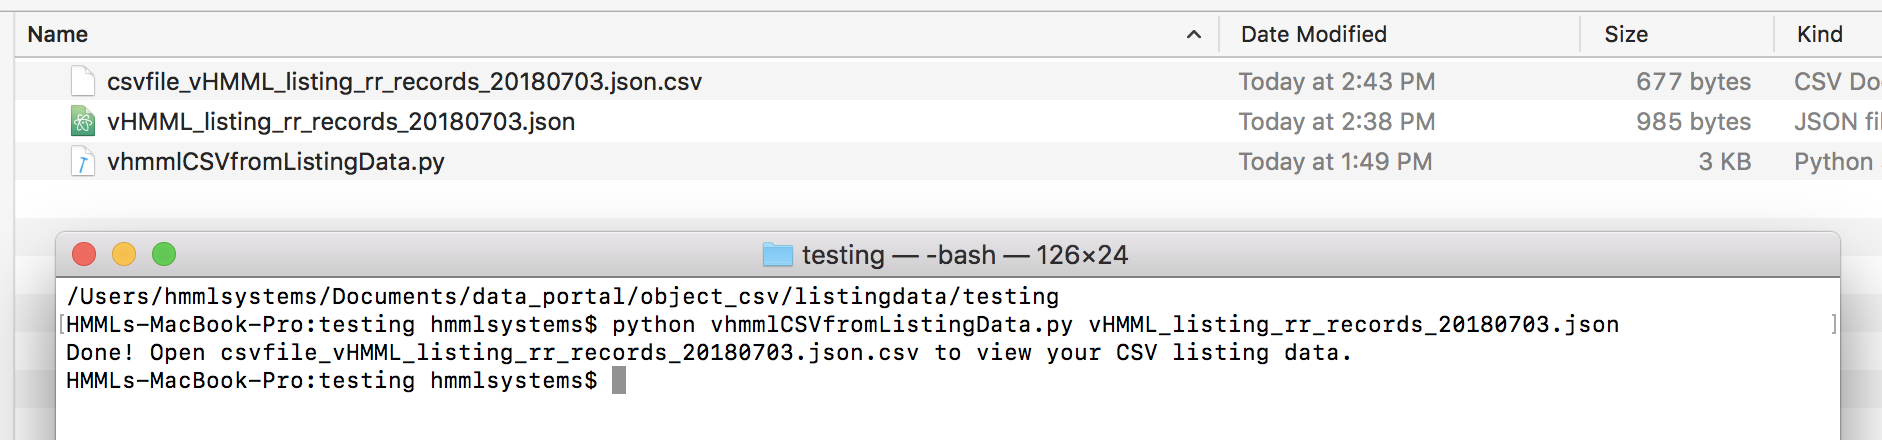 Name Date Modified Size Kind
csvfile_vHMML_listing_rr_records_20180703.json.csv Today at 2:43 PM 677 bytes CSV Do
vHMML_listing_rr_records_20180703.json Today at 2:38 PM 985 bytes JSON fi
vhmmlCSVfromListingData.py Today at 1:49 PM 3 KB Python
testing — -bash — 126×24
/Users/hmmlsystems/Documents/data_portal/object_csv/listingdata/testing
[HMMLs-MacBook-Pro:testing hmmlsystems$ python vhmmlCSVfromListingData.py vHMML_listing_rr_records_20180703.json ]
Done! Open csvfile_vHMML_listing_rr_records_20180703.json.csv to view your CSV listing data.
HMMLs-MacBook-Pro:testing hmmlsystems$